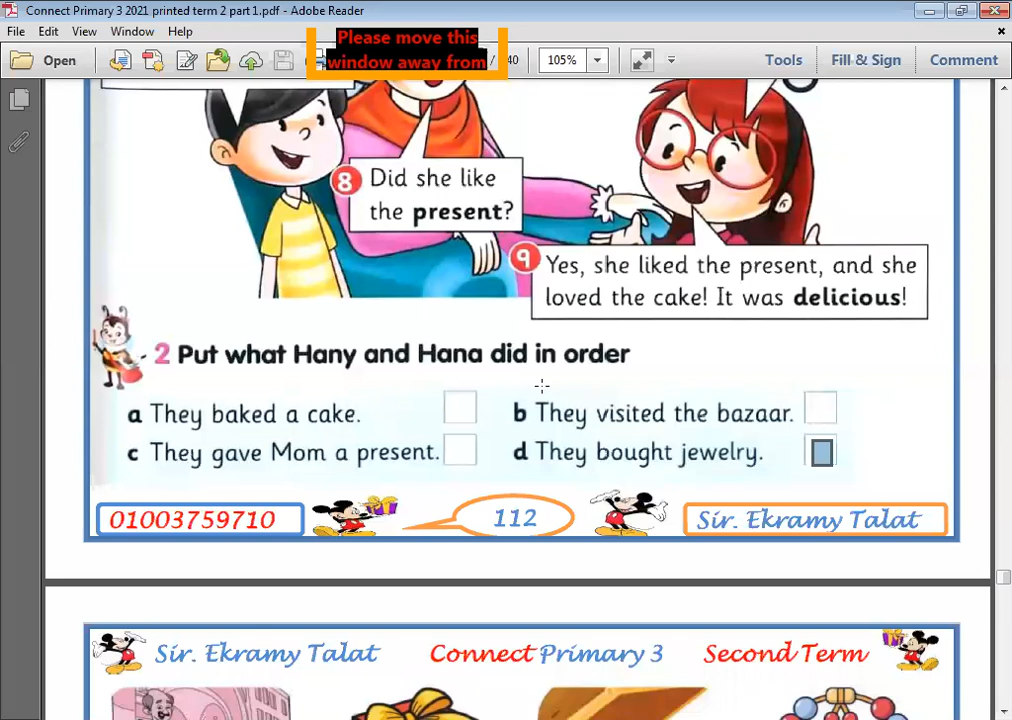 Connect Primary 3 2021 printed term 2 part 1.pdf - Adobe Reader
File Edit View Window Help
Please move this
window away from
Open / 40 105% Tools Fill & Sign Comment
8 Did she like
the present?
9 Yes, she liked the present, and she
loved the cake! It was delicious!
2 Put what Hany and Hana did in order
a They baked a cake.
b They visited the bazaar.
c They gave Mom a present.
d They bought jewelry.
01003759710 112 Sir. Ekramy Talat
Sir. Ekramy Talat Connect Primary 3 Second Term